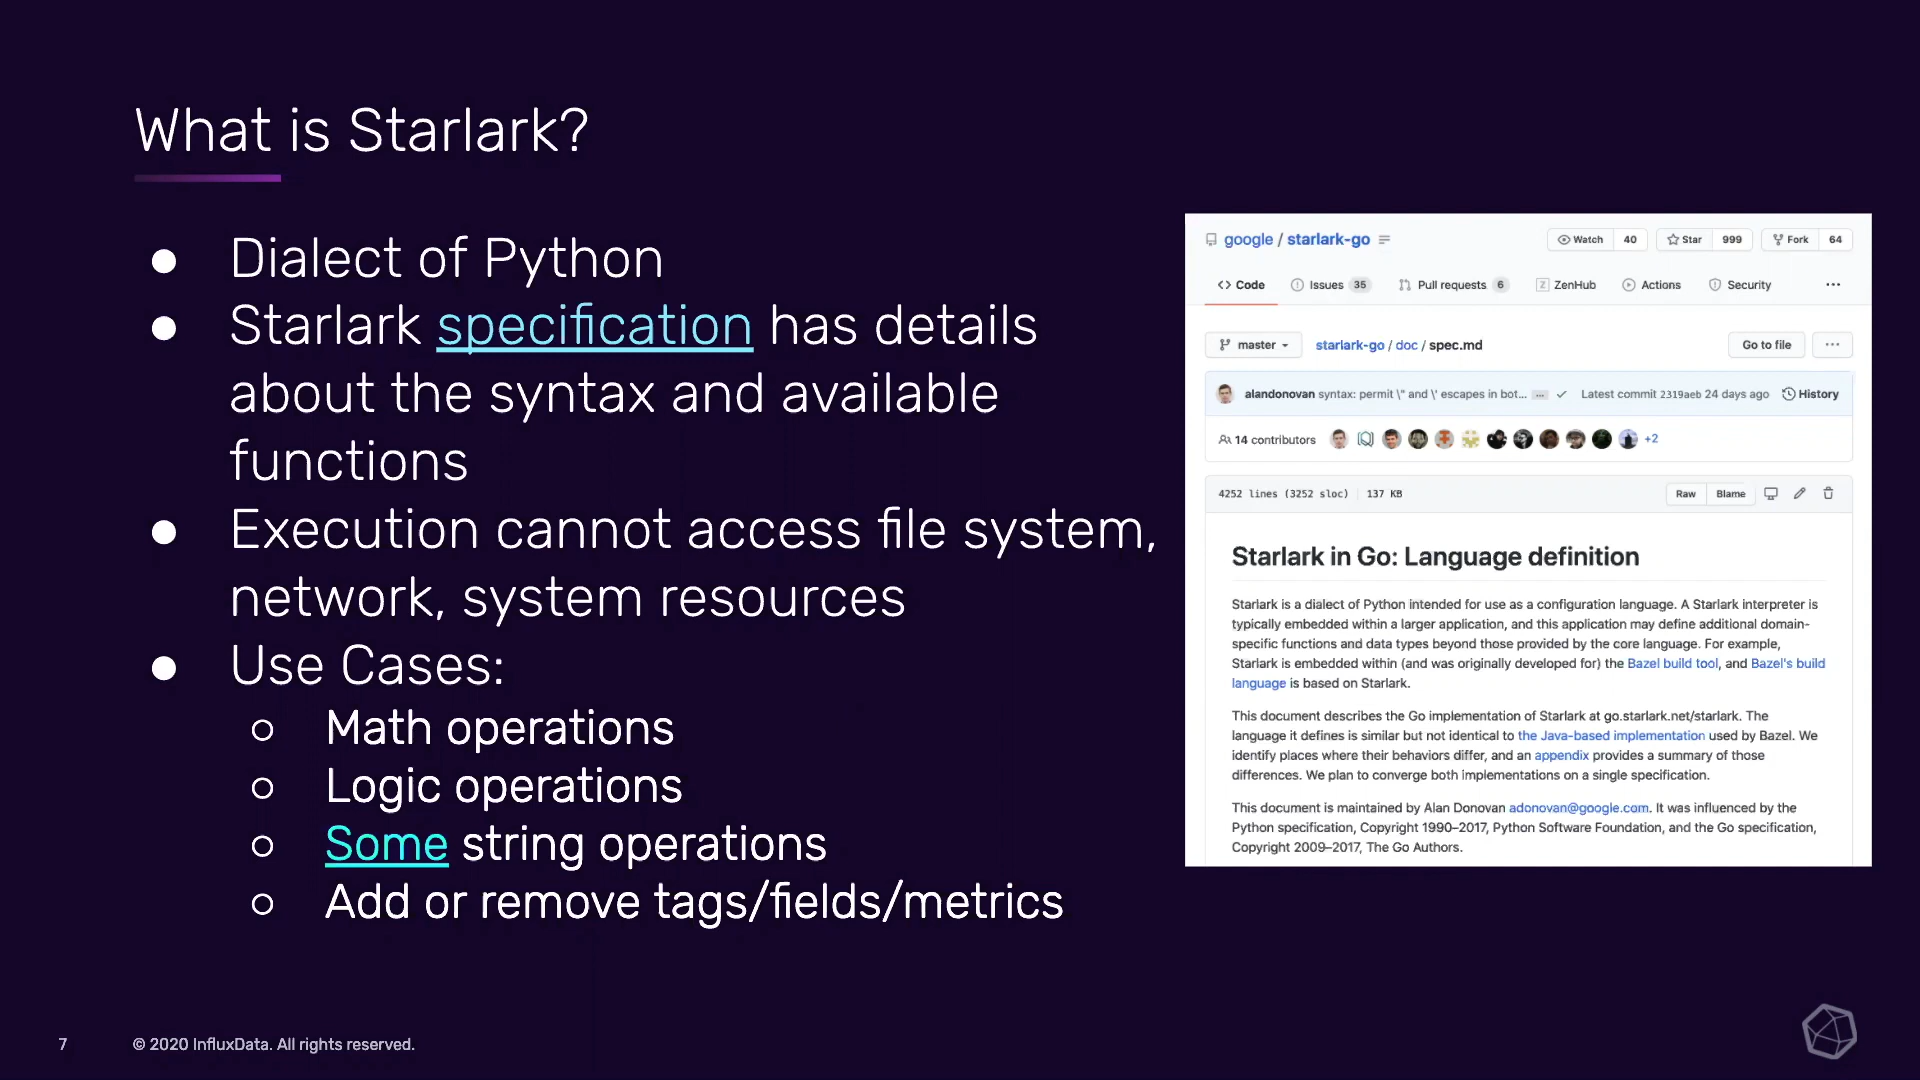 What is Starlark?
● Dialect of Python
● Starlark specification has details
about the syntax and available
functions
● Execution cannot access file system,
network, system resources
● Use Cases:
○ Math operations
○ Logic operations
○ Some string operations
○ Add or remove tags/fields/metrics
google / starlark-go
Watch 40 Star 999 Fork 64
Code Issues 35 Pull requests 6 ZenHub Actions Security ...
master starlark-go / doc / spec.md Go to file ...
alandonovan syntax: permit \" and \' escapes in bot... ... Latest commit 2319aeb 24 days ago History
14 contributors +2
4252 lines (3252 sloc) 137 KB Raw Blame
Starlark in Go: Language definition
Starlark is a dialect of Python intended for use as a configuration language. A Starlark interpreter is
typically embedded within a larger application, and this application may define additional domain-
specific functions and data types beyond those provided by the core language. For example,
Starlark is embedded within (and was originally developed for) the Bazel build tool, and Bazel's build
language is based on Starlark.
This document describes the Go implementation of Starlark at go.starlark.net/starlark. The
language it defines is similar but not identical to the Java-based implementation used by Bazel. We
identify places where their behaviors differ, and an appendix provides a summary of those
differences. We plan to converge both implementations on a single specification.
This document is maintained by Alan Donovan adonovan@google.com. It was influenced by the
Python specification, Copyright 1990–2017, Python Software Foundation, and the Go specification,
Copyright 2009–2017, The Go Authors.
7 © 2020 InfluxData. All rights reserved.